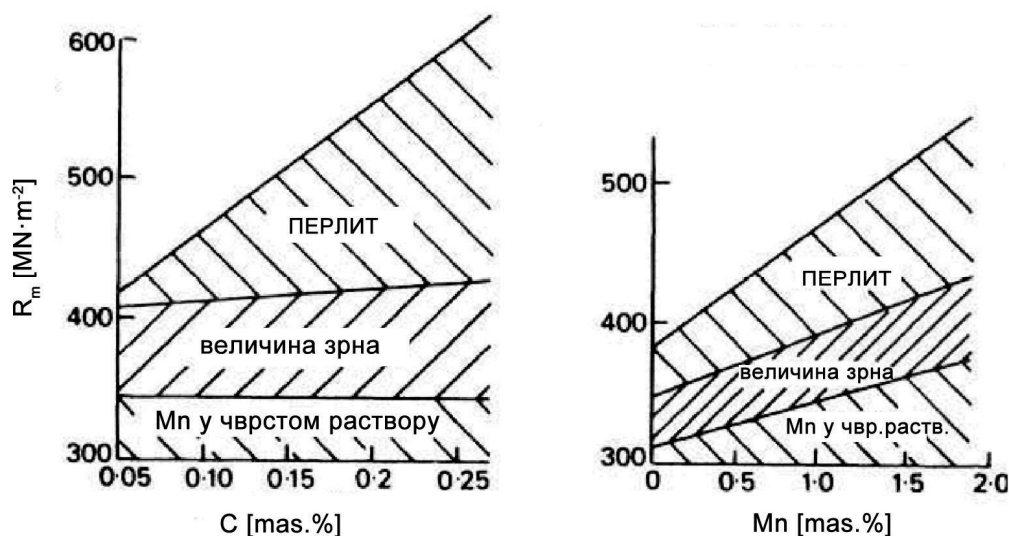 600
500
400
300
R_m [MN·m⁻²]
ПЕРЛИТ
величина зрна
Mn у чврстом раствору
0.05 0·10 0·15 0·2 0·25
C [mas.%]
500
400
300
ПЕРЛИТ
величина зрна
Mn у чвр.раств.
0 0·5 1·0 1·5 2·0
Mn [mas.%]